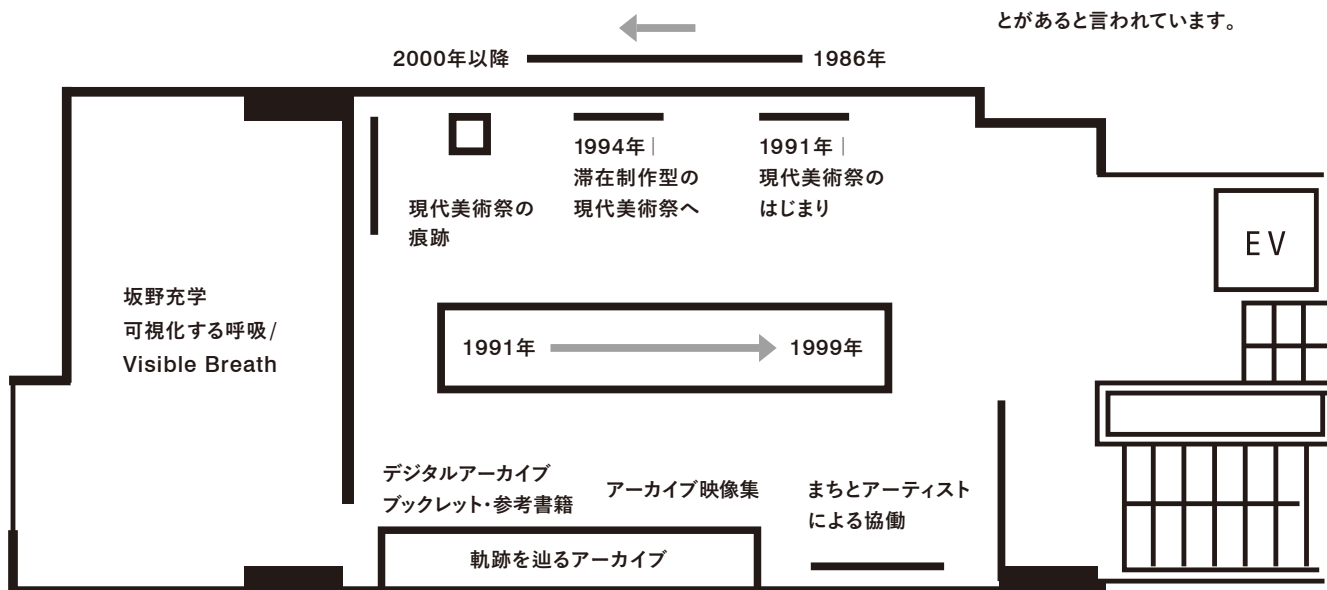 とがあると言われています。
2000年以降
1986年
現代美術祭の
痕跡
1994年｜
滞在制作型の
現代美術祭へ
1991年｜
現代美術祭の
はじまり
EV
坂野充学
可視化する呼吸/
Visible Breath
1991年
1999年
デジタルアーカイブ
ブックレット・参考書籍
アーカイブ映像集
まちとアーティスト
による協働
軌跡を辿るアーカイブ